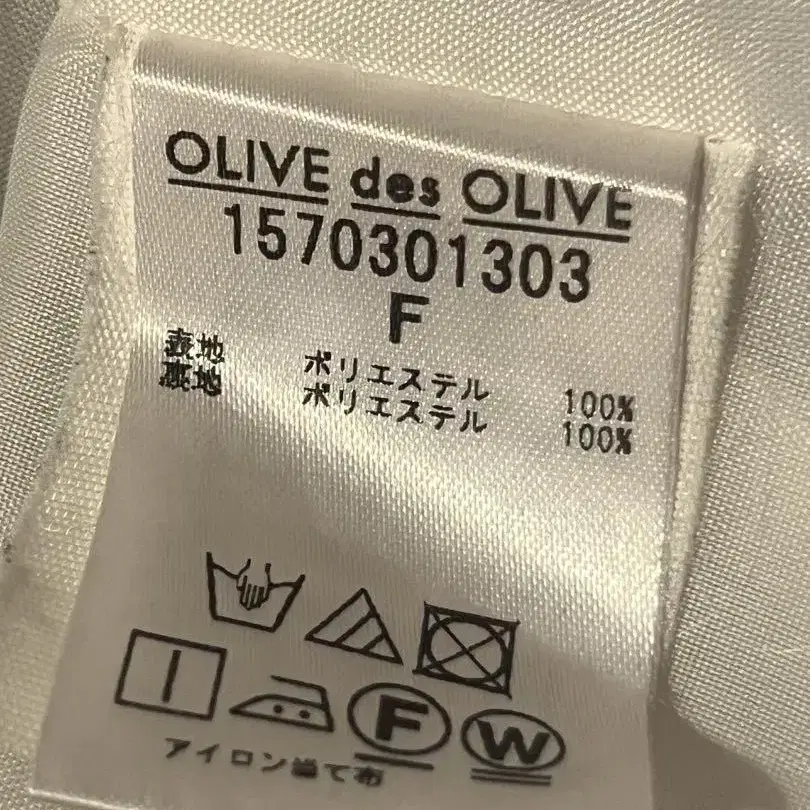 OLIVE des OLIVE
1570301303
F
表地 ポリエステル 100%
裏地 ポリエステル 100%
F W
アイロン当て布